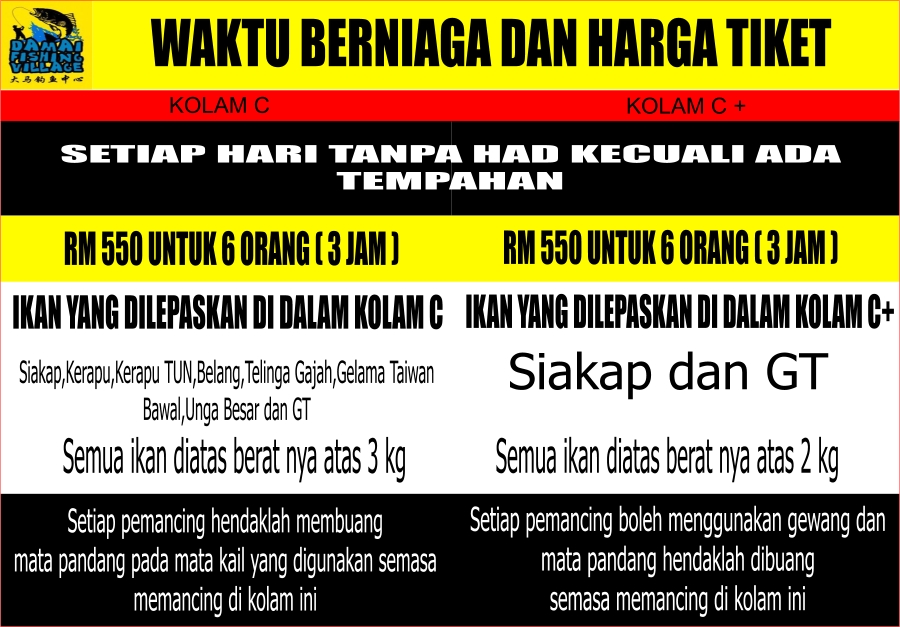 DAMAI
FISHING
VILLAGE
大马钓鱼中心
WAKTU BERNIAGA DAN HARGA TIKET
KOLAM C
KOLAM C +
SETIAP HARI TANPA HAD KECUALI ADA
TEMPAHAN
RM 550 UNTUK 6 ORANG ( 3 JAM )
IKAN YANG DILEPASKAN DI DALAM KOLAM C
Siakap,Kerapu,Kerapu TUN,Belang,Telinga Gajah,Gelama Taiwan
Bawal,Unga Besar dan GT
Semua ikan diatas berat nya atas 3 kg
Setiap pemancing hendaklah membuang
mata pandang pada mata kail yang digunakan semasa
memancing di kolam ini
RM 550 UNTUK 6 ORANG ( 3 JAM )
IKAN YANG DILEPASKAN DI DALAM KOLAM C+
Siakap dan GT
Semua ikan diatas berat nya atas 2 kg
Setiap pemancing boleh menggunakan gewang dan
mata pandang hendaklah dibuang
semasa memancing di kolam ini